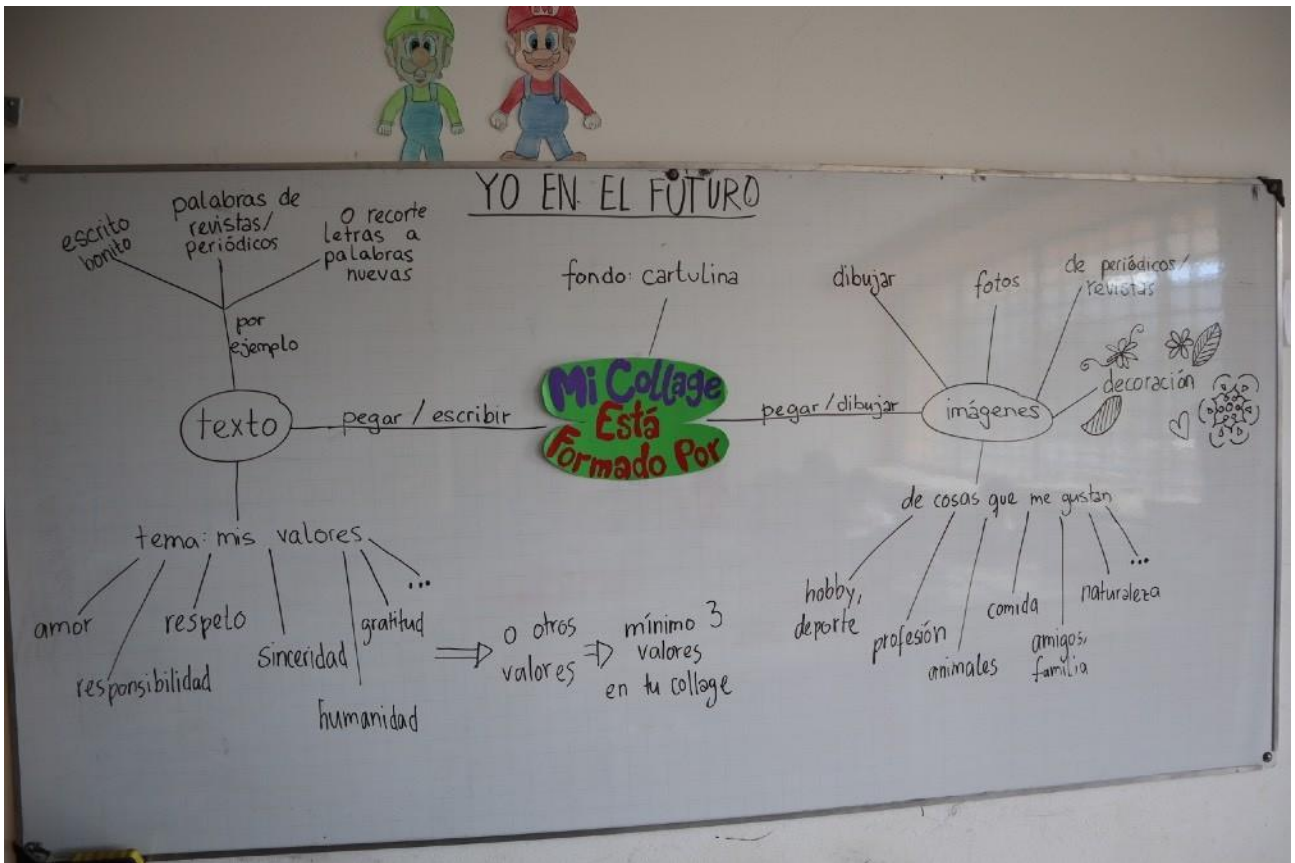 YO EN EL FUTURO
escrito
bonito
palabras de
revistas/
periódicos
O recorte
letras a
palabras
nuevas
por
ejemplo
texto
pegar / escribir
fondo: cartulina
Mi Collage
Está
Formado Por
pegar/dibujar
imágenes
dibujar
fotos
de periódicos/
revistas
decoración
tema: mis valores
amor
responsibilidad
respeto
sinceridad
humanidad
gratitud
...
o otros
valores
mínimo 3
valores
en tu collage
de cosas que me gustan
hobby,
deporte
profesión
animales
comida
amigos,
familia
naturaleza
...
L